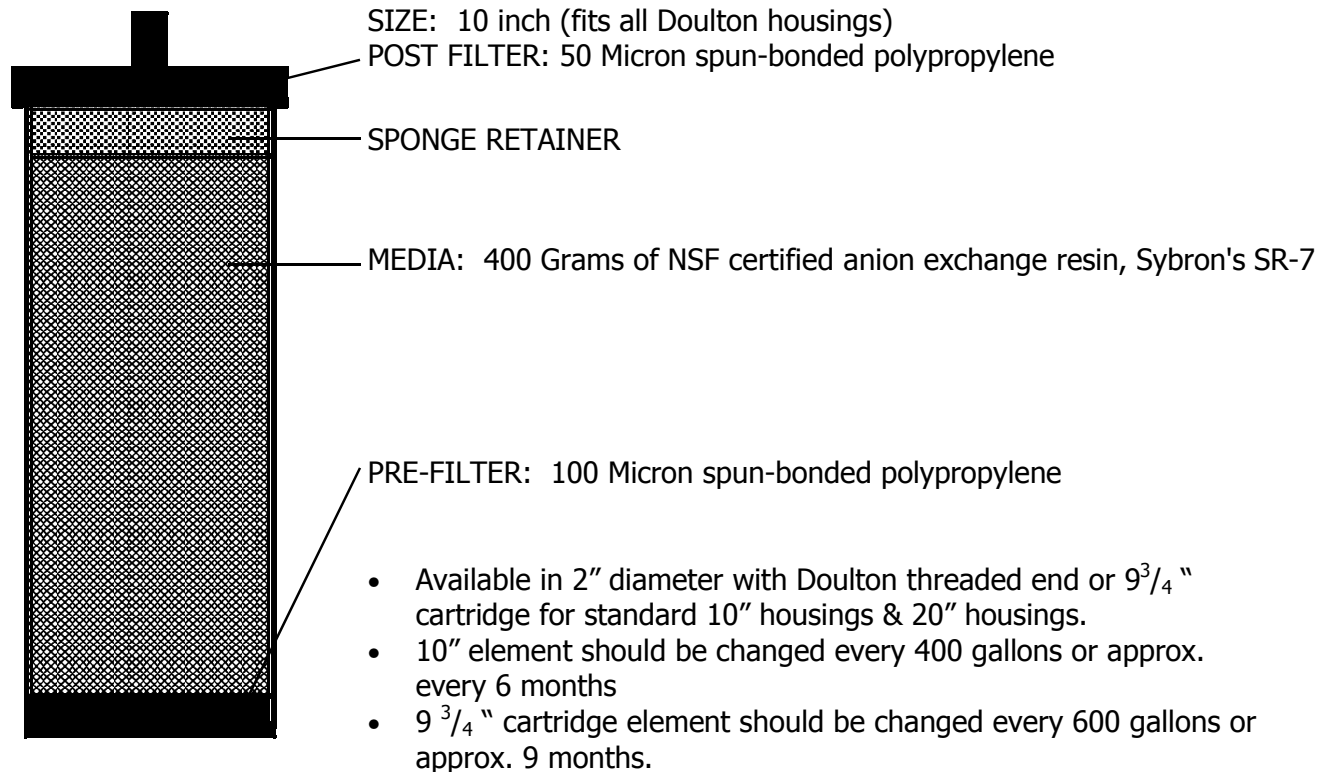 SIZE:  10 inch (fits all Doulton housings)
POST FILTER: 50 Micron spun-bonded polypropylene
SPONGE RETAINER
MEDIA:  400 Grams of NSF certified anion exchange resin, Sybron's SR-7
PRE-FILTER:  100 Micron spun-bonded polypropylene
• Available in 2” diameter with Doulton threaded end or 9 3/4 “
cartridge for standard 10” housings & 20” housings.
• 10” element should be changed every 400 gallons or approx.
every 6 months
• 9 3/4 “ cartridge element should be changed every 600 gallons or
approx. 9 months.